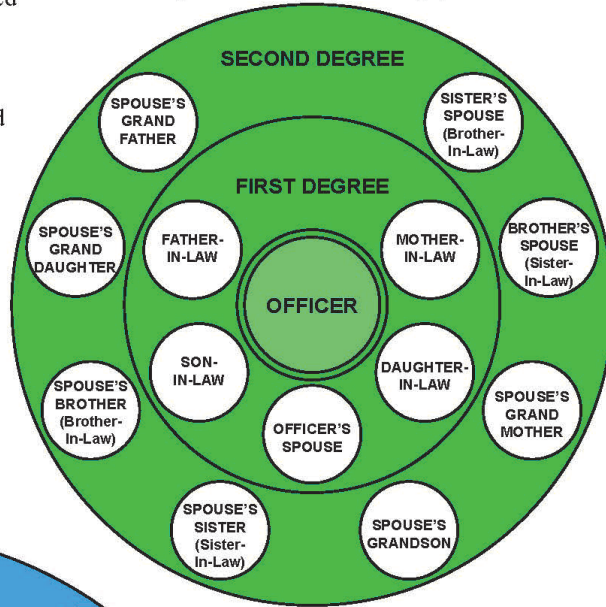 ed
d
SECOND DEGREE
SPOUSE'S
GRAND
FATHER
SISTER'S
SPOUSE
(Brother-
In-Law)
FIRST DEGREE
SPOUSE'S
GRAND
DAUGHTER
FATHER-
IN-LAW
MOTHER-
IN-LAW
BROTHER'S
SPOUSE
(Sister-
In-Law)
OFFICER
SPOUSE'S
BROTHER
(Brother-
In-Law)
SON-
IN-LAW
DAUGHTER-
IN-LAW
SPOUSE'S
GRAND
MOTHER
OFFICER'S
SPOUSE
SPOUSE'S
SISTER
(Sister-
In-Law)
SPOUSE'S
GRANDSON